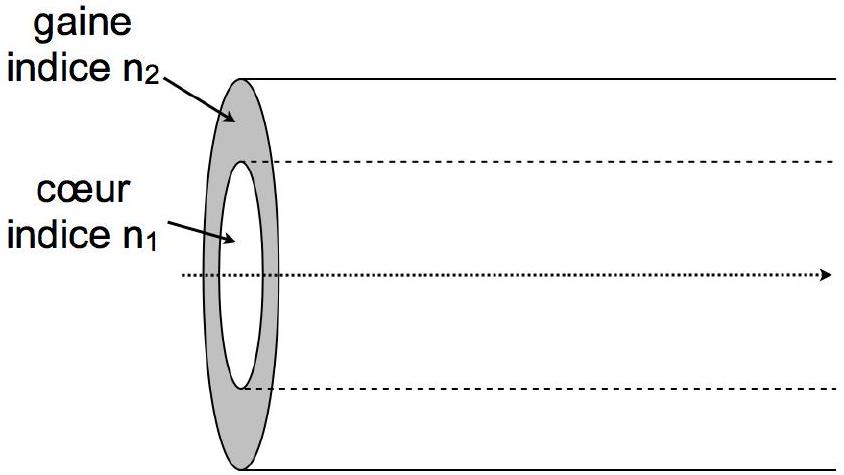 gaine
indice n₂
cœur
indice n₁